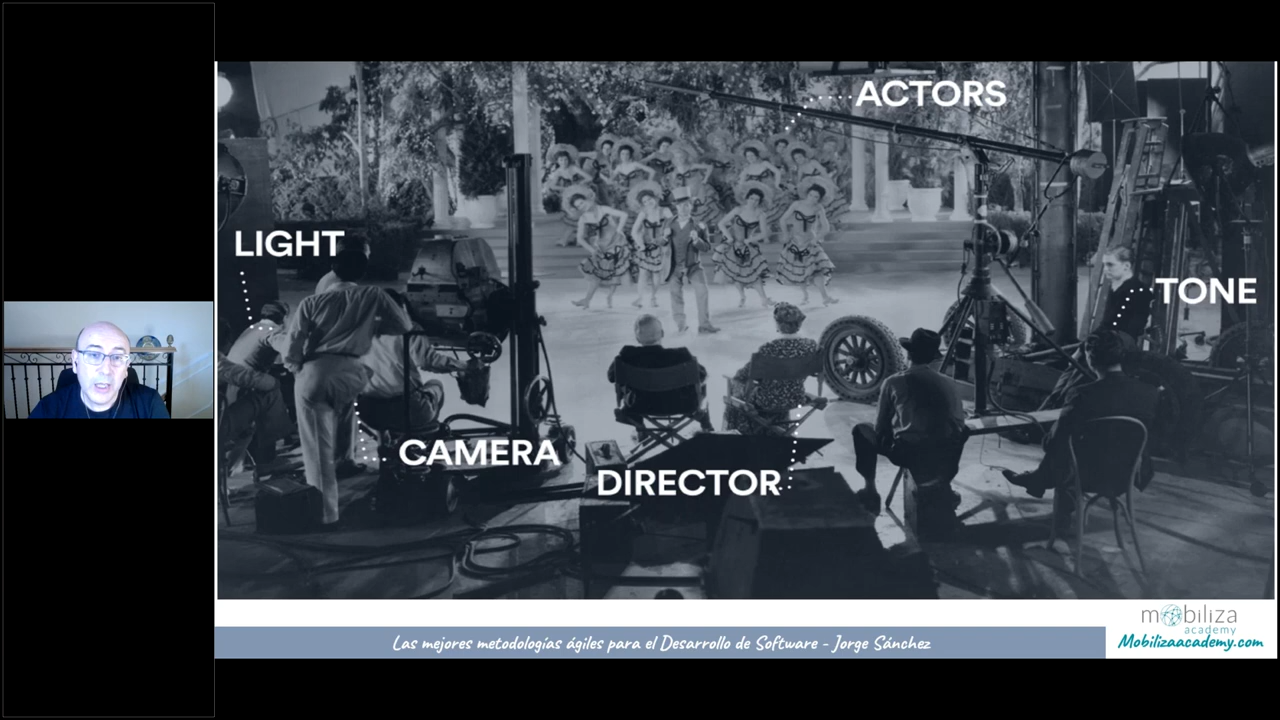 ACTORS
LIGHT
TONE
CAMERA
DIRECTOR
mobiliza
academy
Las mejores metodologías ágiles para el Desarrollo de Software - Jorge Sánchez
Mobilizaacademy.com